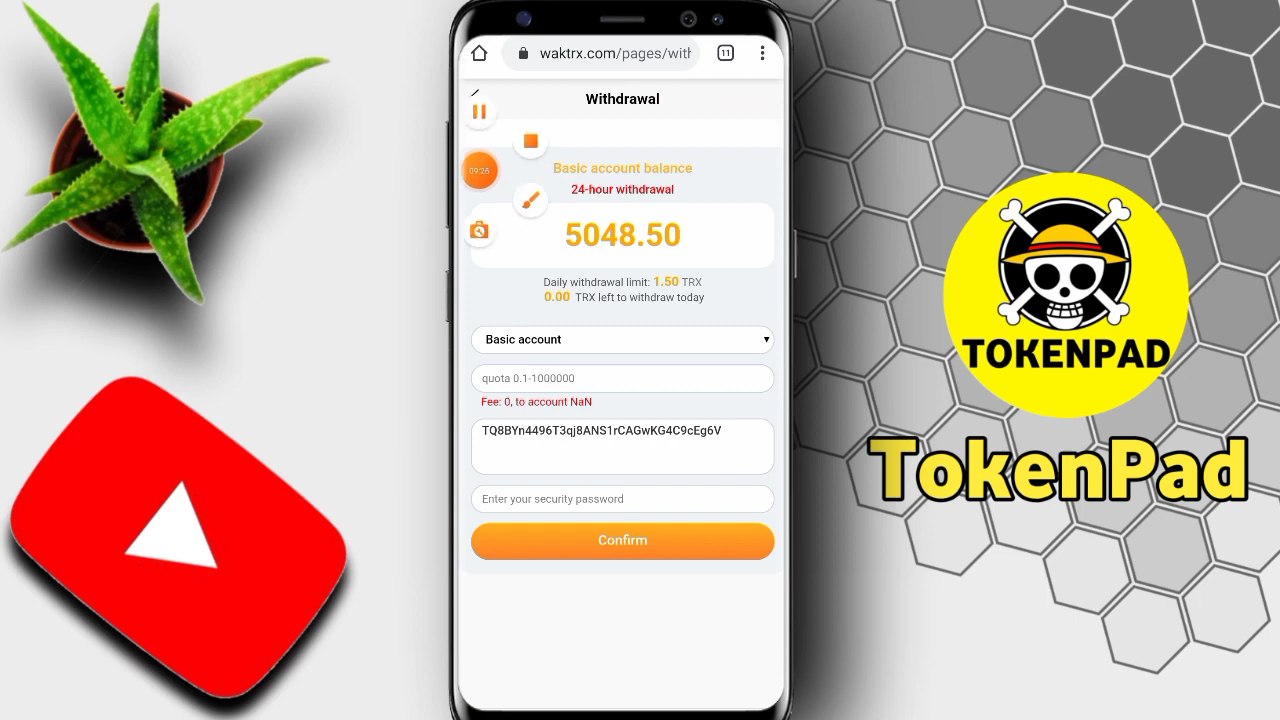 waktrx.com/pages/with
11
Withdrawal
09:26
Basic account balance
24-hour withdrawal
5048.50
Daily withdrawal limit: 1.50 TRX
0.00 TRX left to withdraw today
Basic account
quota 0.1-1000000
Fee: 0, to account NaN
TQ8BYn4496T3qj8ANS1rCAGwKG4C9cEg6V
Enter your security password
Confirm
TOKENPAD
TokenPad